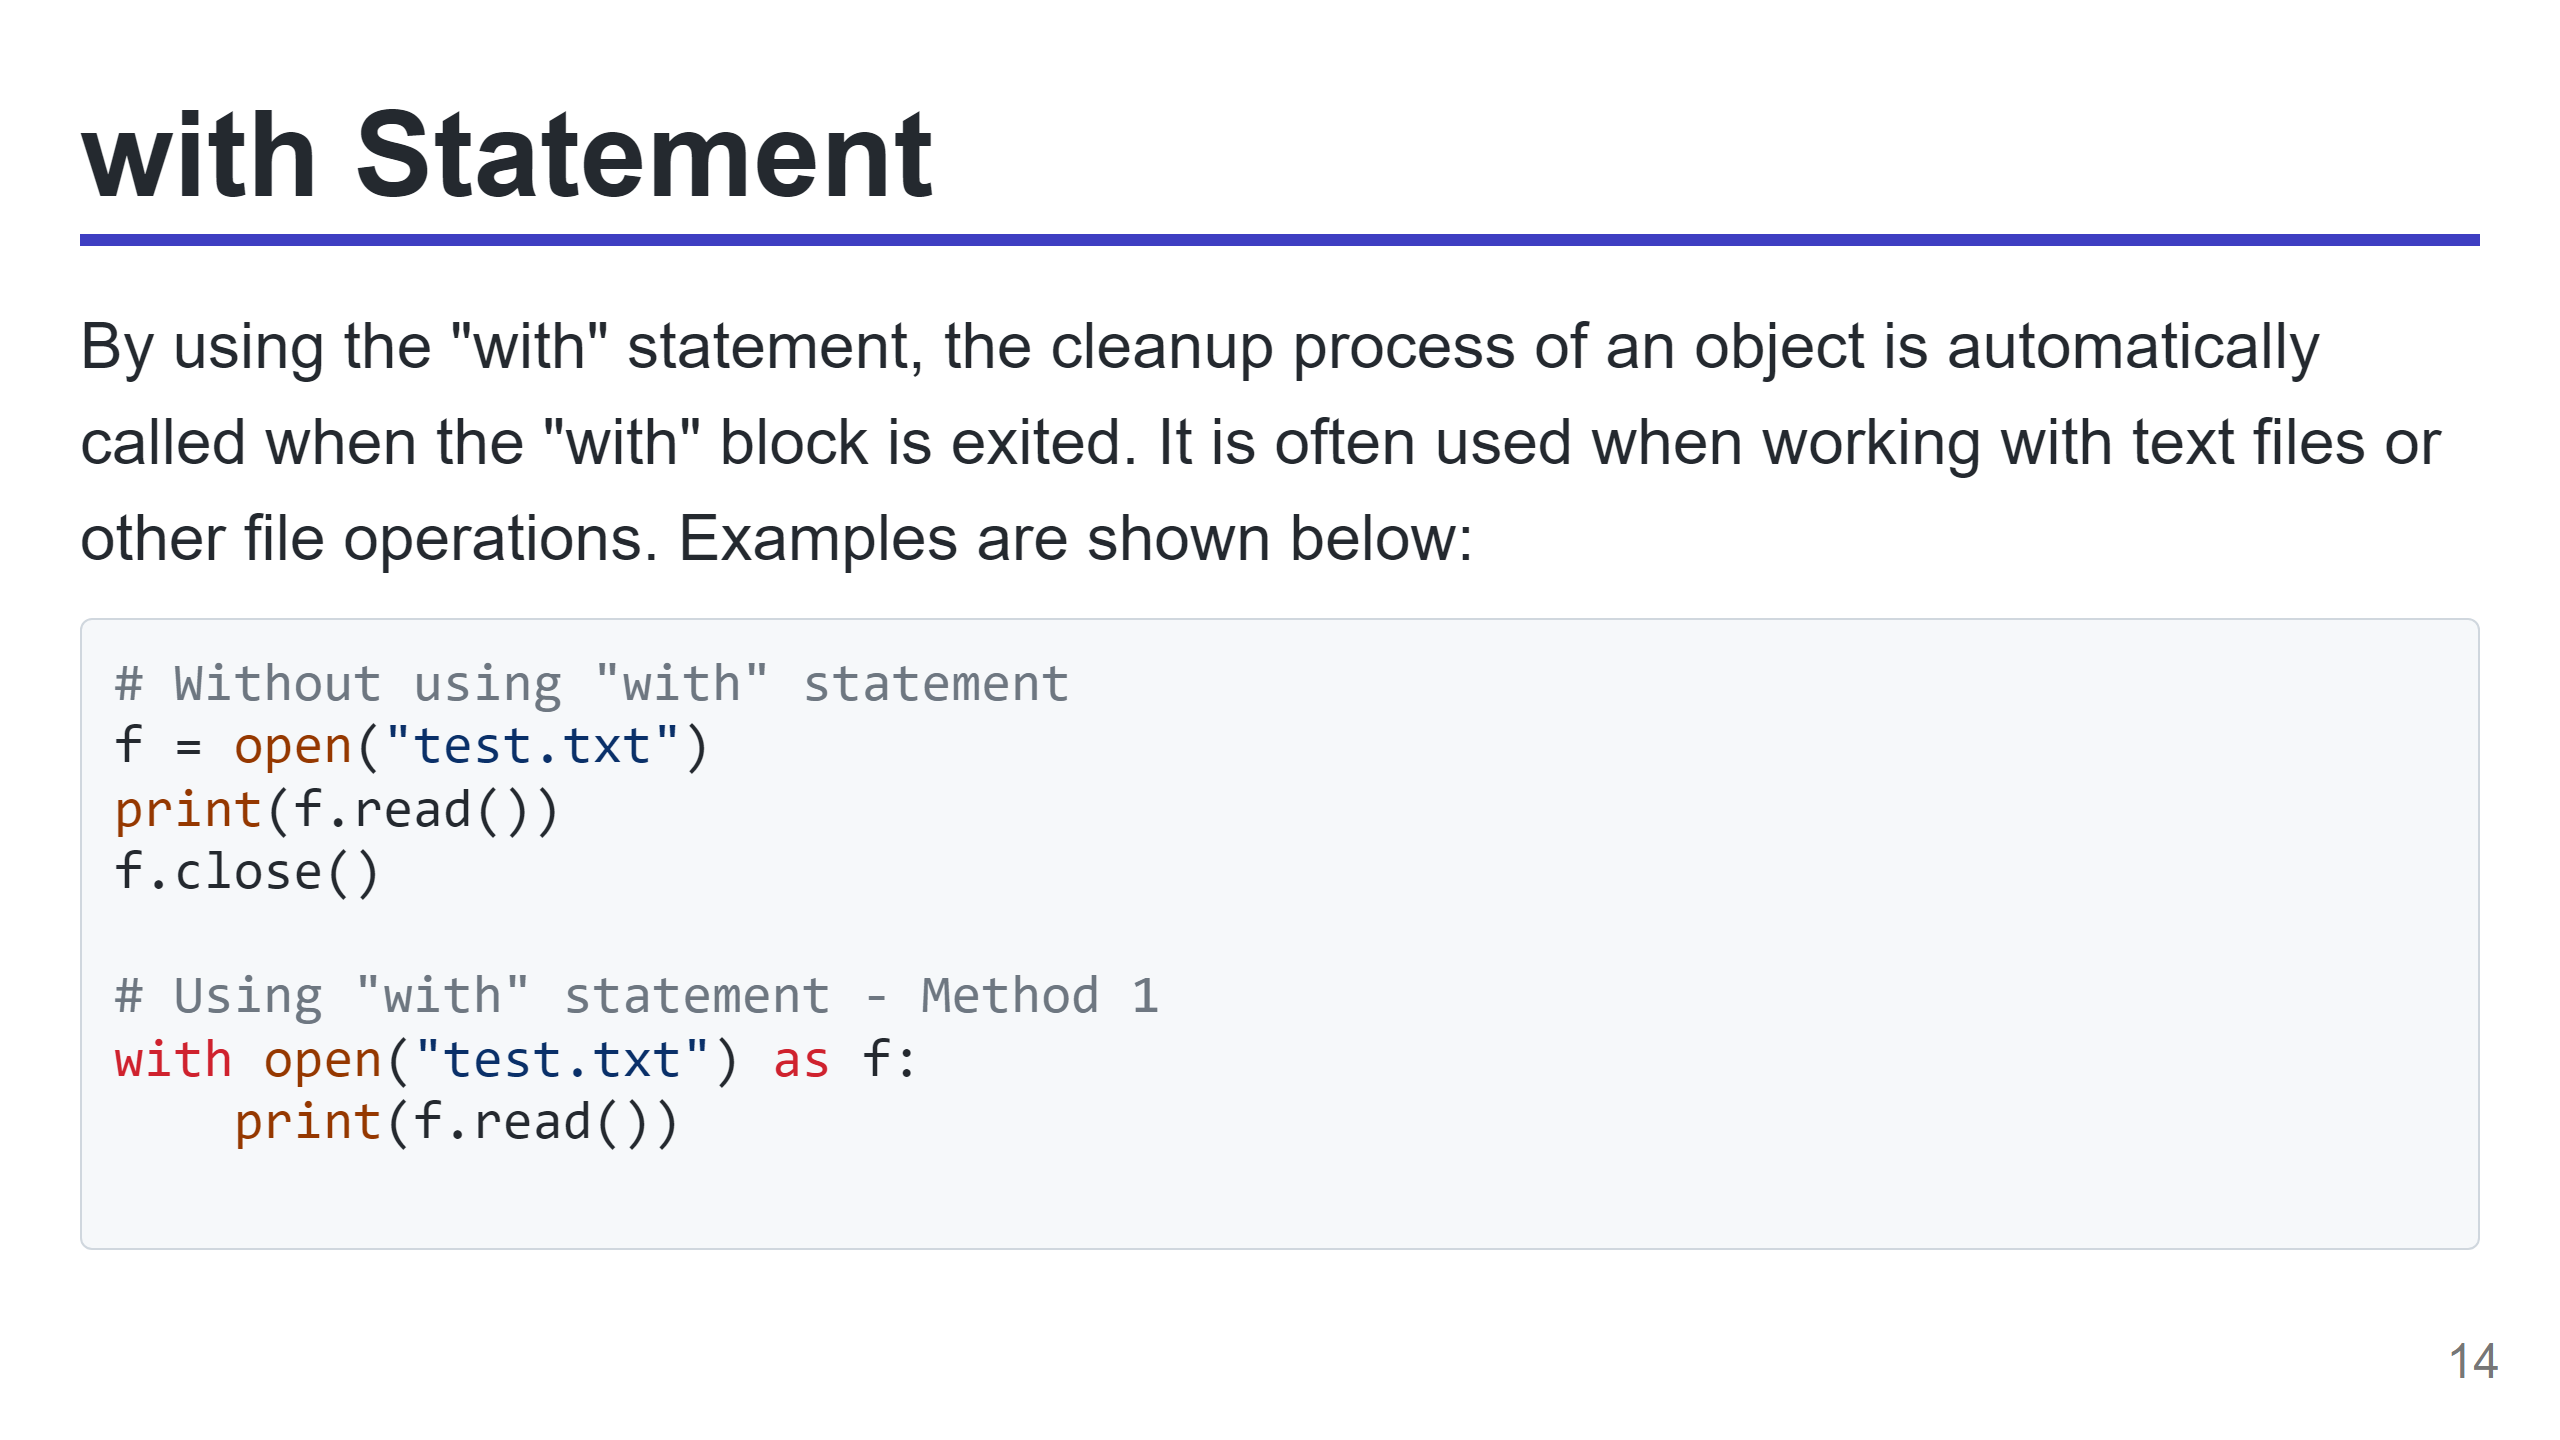 with Statement
By using the "with" statement, the cleanup process of an object is automatically
called when the "with" block is exited. It is often used when working with text files or
other file operations. Examples are shown below:
# Without using "with" statement
f = open("test.txt")
print(f.read())
f.close()
# Using "with" statement - Method 1
with open("test.txt") as f:
    print(f.read())
14